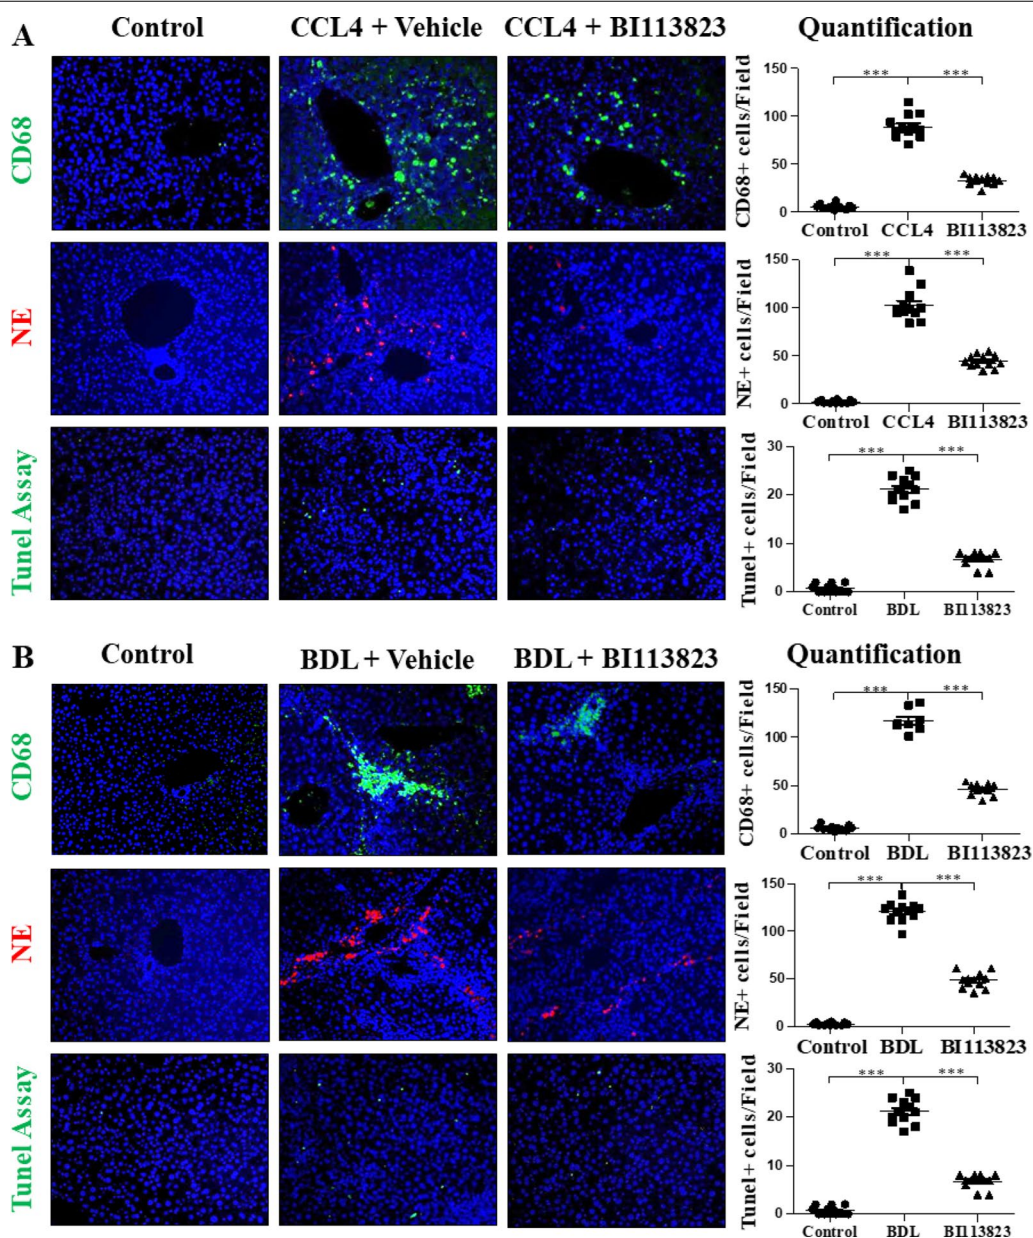 A
Control
CCL4 + Vehicle
CCL4 + BI113823
Quantification
CD68
CD68+ cells/Field
150
100
50
0
***
***
Control
CCL4
BI113823
NE
NE+ cells/Field
150
100
50
0
***
***
Control
CCL4
BI113823
Tunel Assay
Tunel+ cells/Field
30
20
10
0
***
***
Control
BDL
BI113823
B
Control
BDL + Vehicle
BDL + BI113823
Quantification
CD68
CD68+ cells/Field
150
100
50
0
***
***
Control
BDL
BI113823
NE
NE+ cells/Field
150
100
50
0
***
***
Control
BDL
BI113823
Tunel Assay
Tunel+ cells/Field
30
20
10
0
***
***
Control
BDL
BI113823